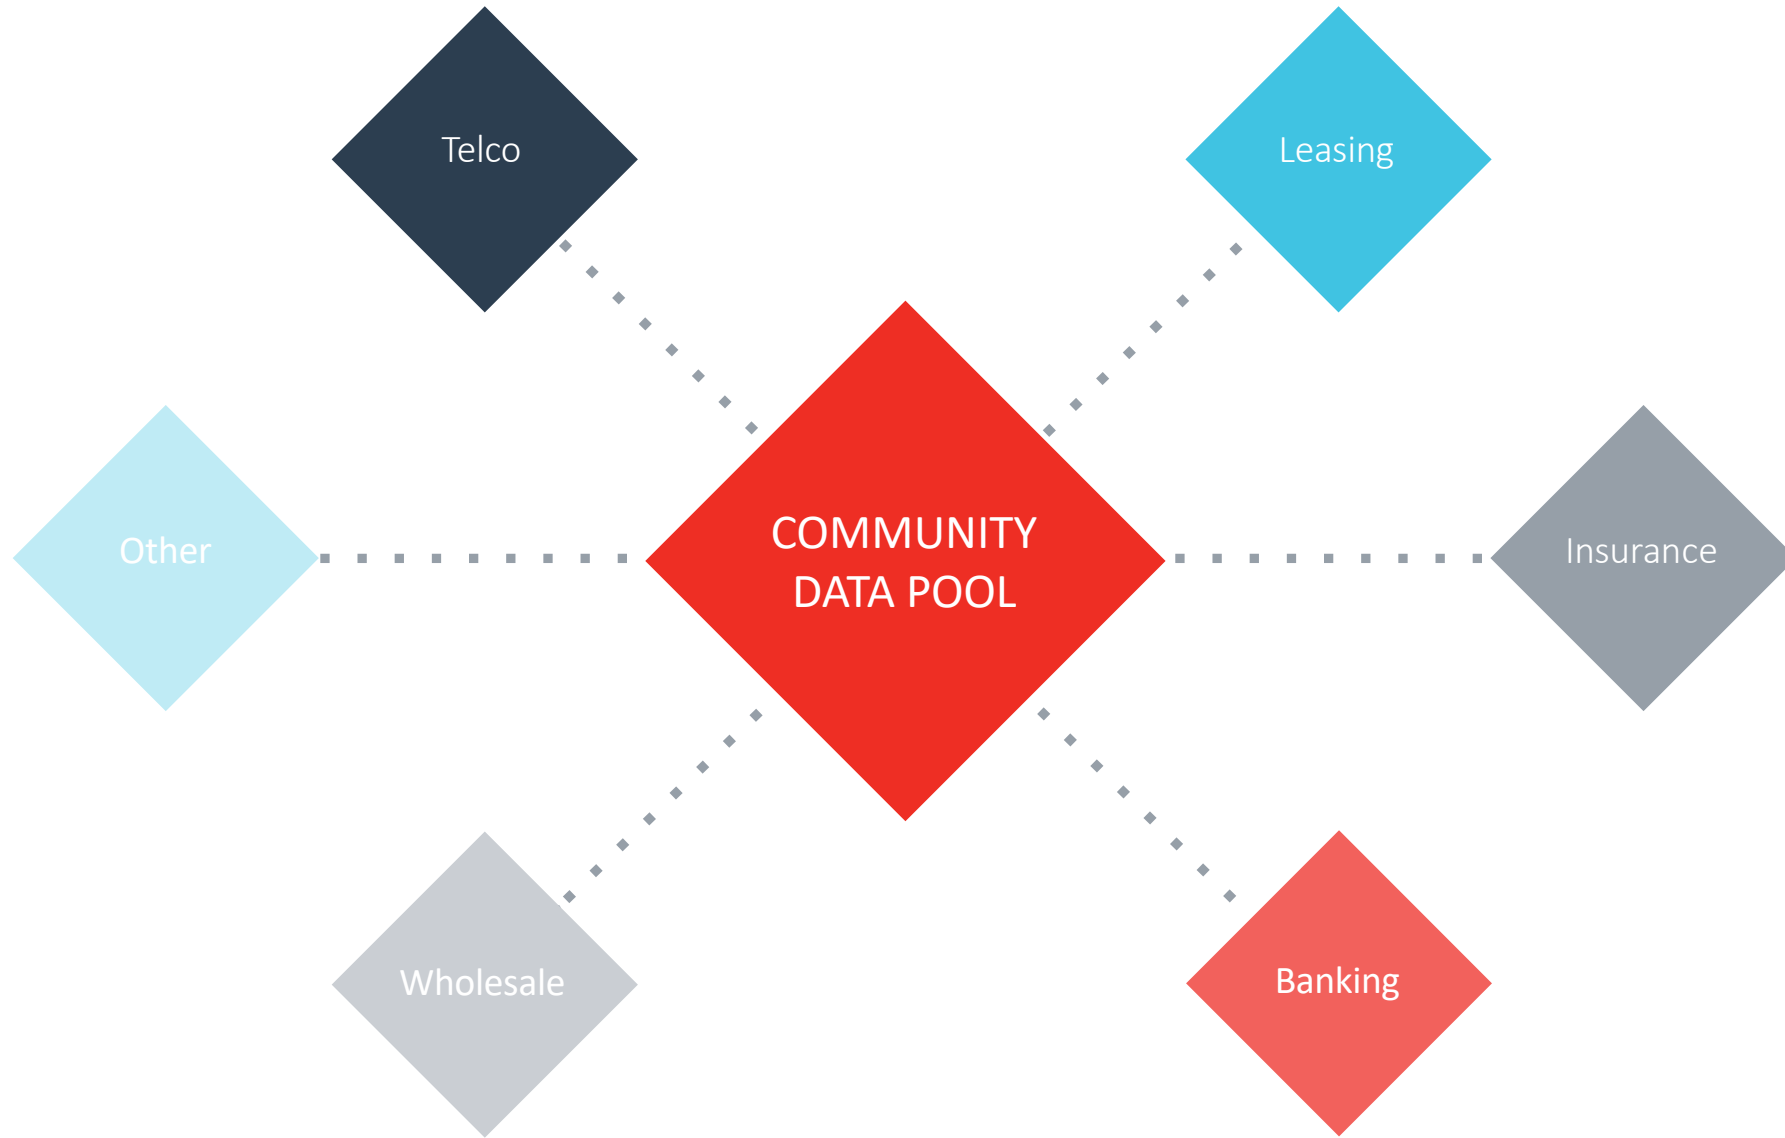 Telco
Leasing
COMMUNITY
DATA POOL
Other
Insurance
Wholesale
Banking